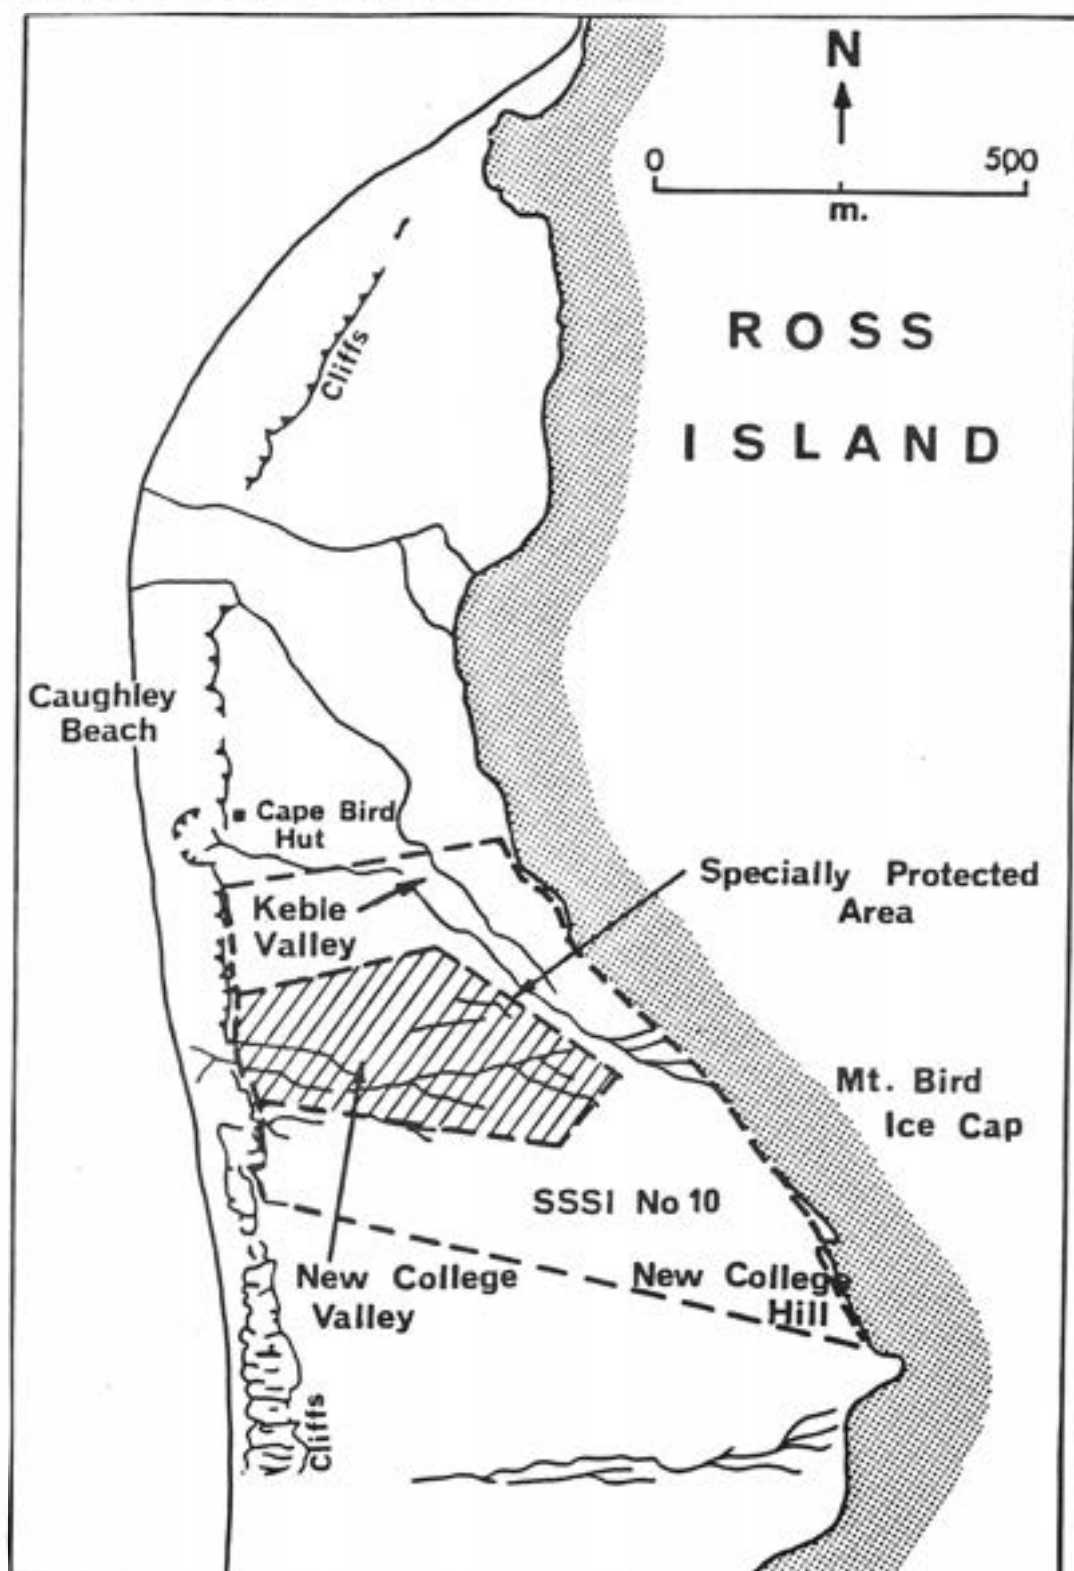 N
0 500
m.
ROSS
ISLAND
Cliffs
Caughley
Beach
Cape Bird
Hut
Specially Protected
Area
Keble
Valley
Mt. Bird
Ice Cap
SSSI No 10
New College
Valley
New College
Hill
Cliffs